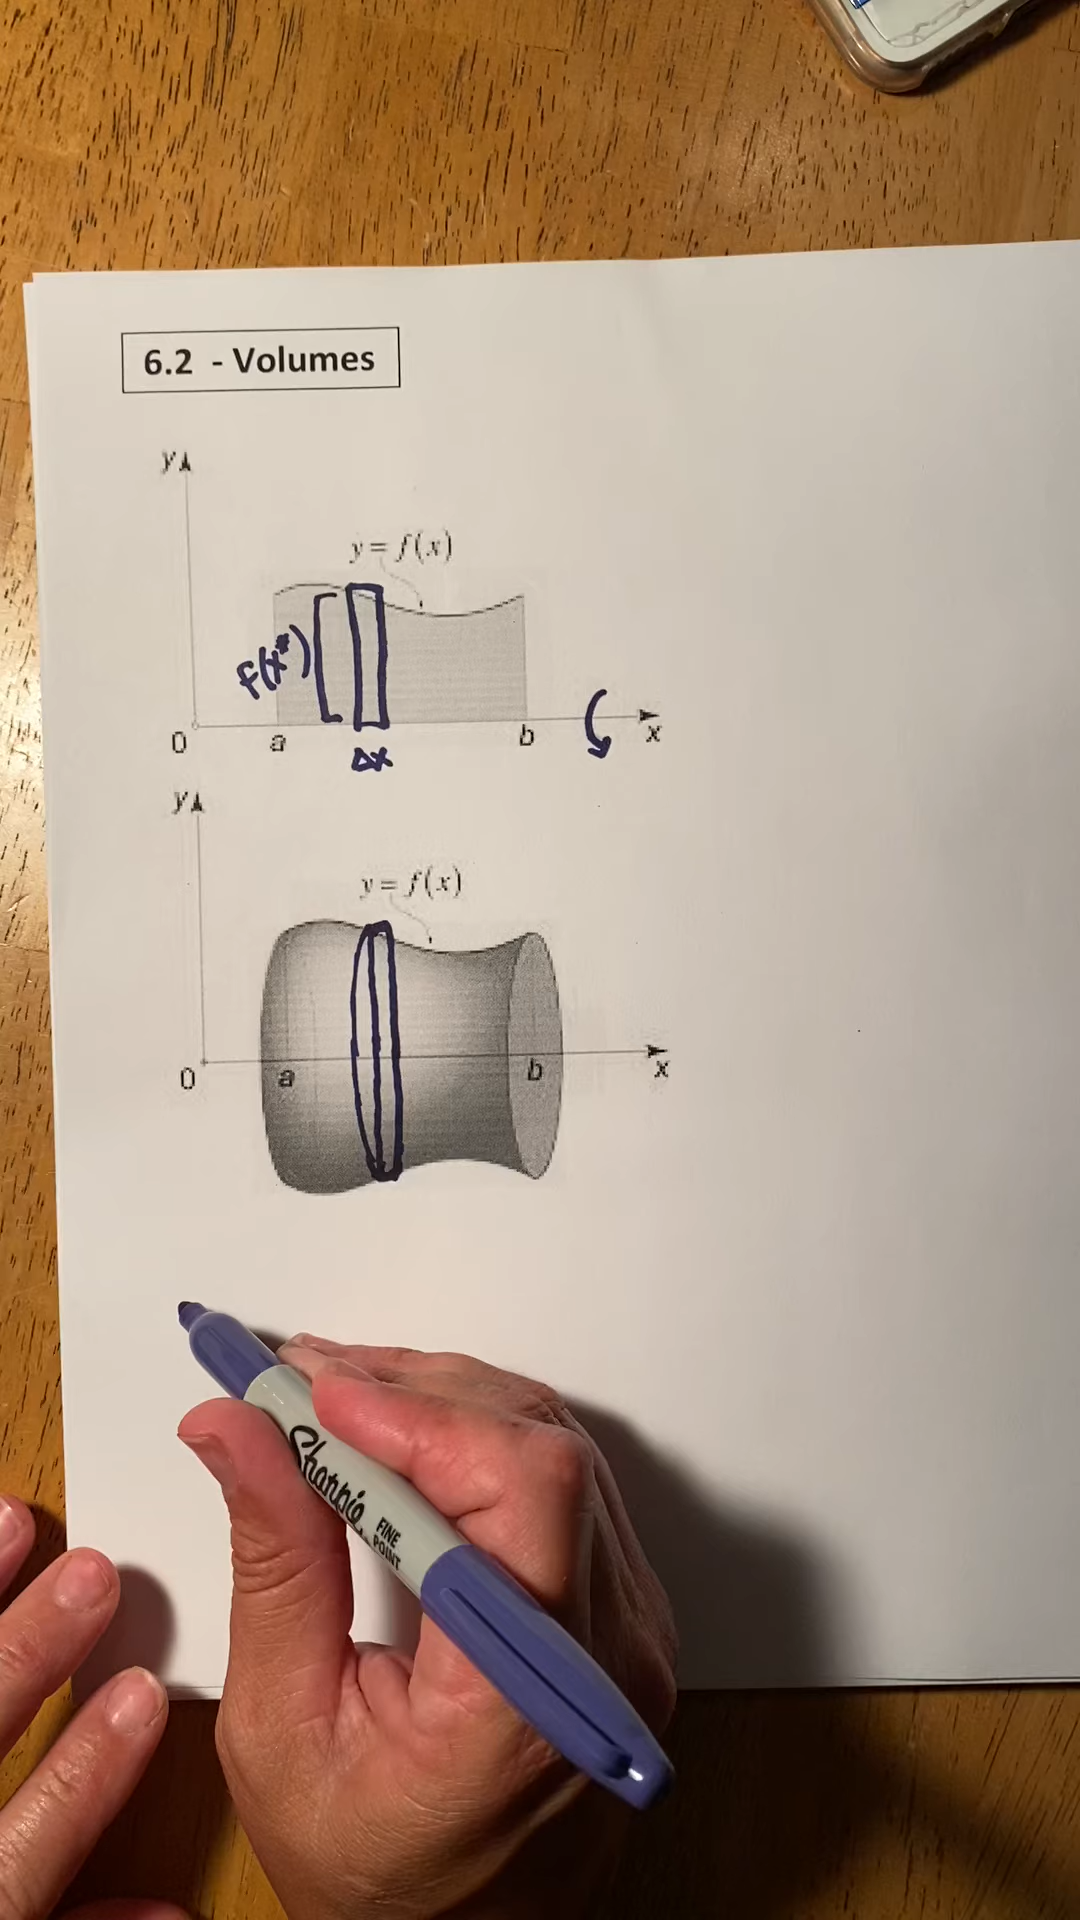 6.2 - Volumes
y
y = f(x)
f(x*)
0 a Δx b x
y
y = f(x)
0 a b x
Sharpie
FINE
POINT